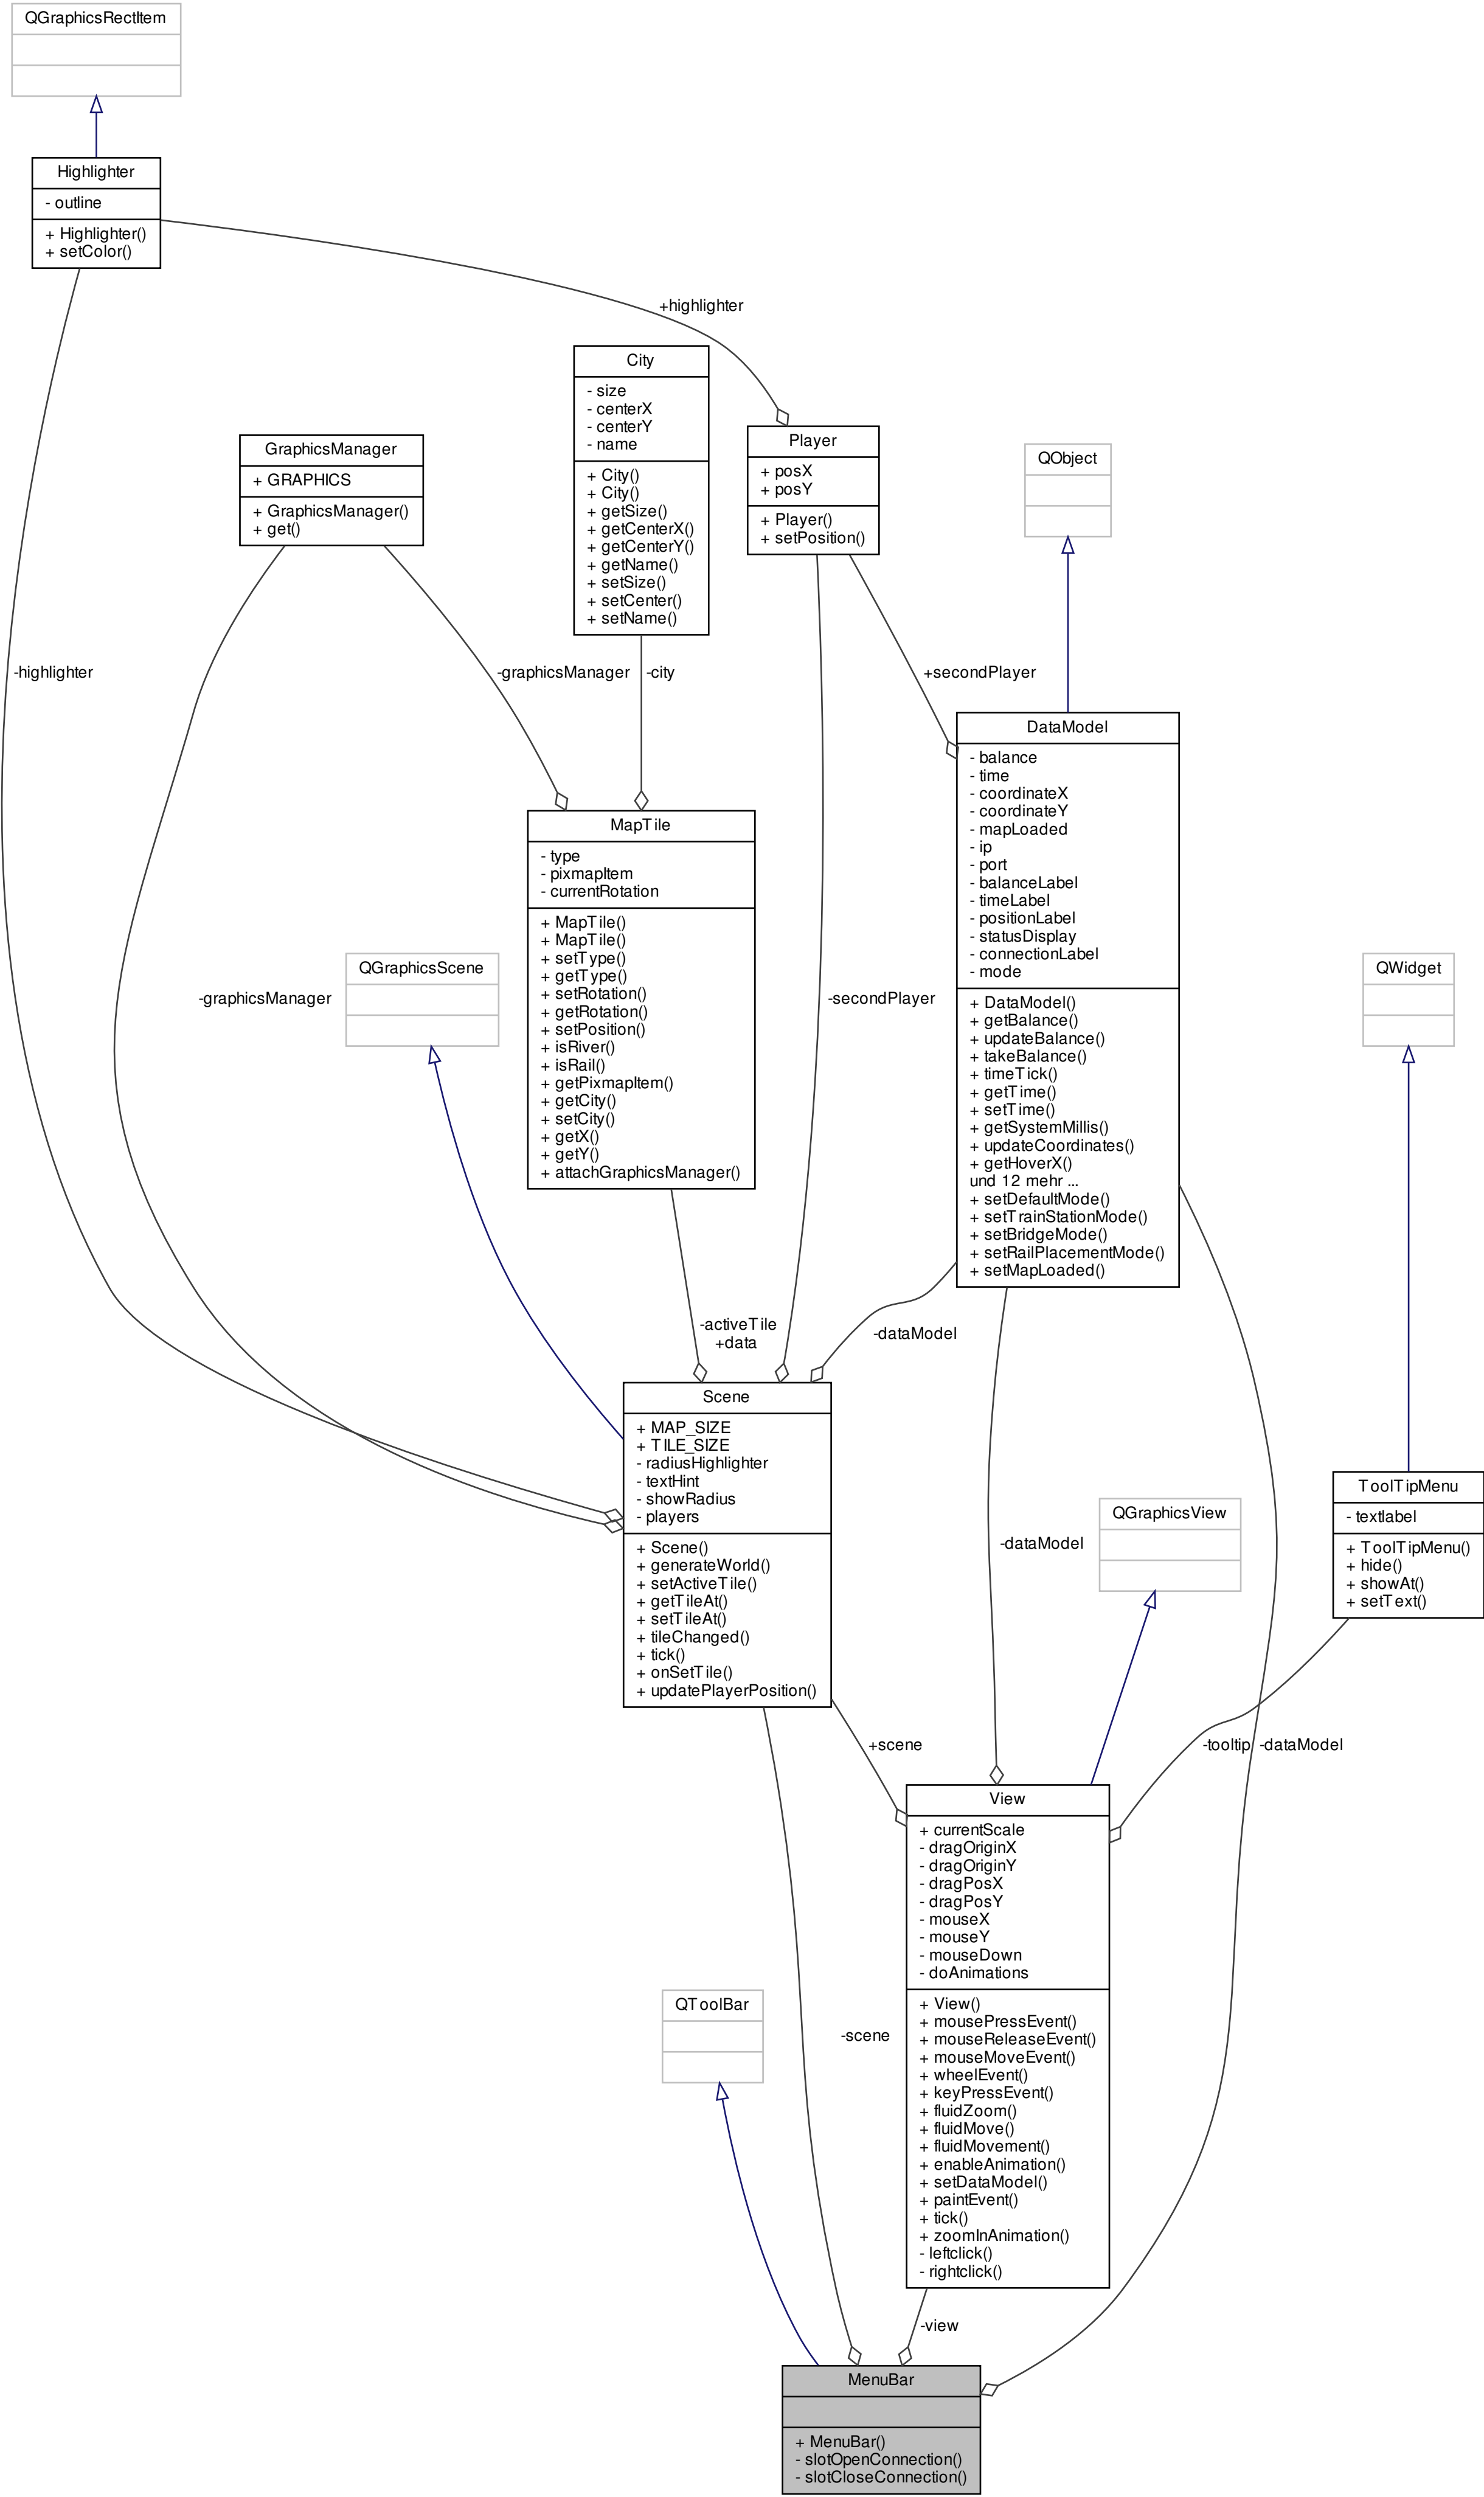 QGraphicsRectItem
Highlighter
- outline
+ Highlighter()
+ setColor()
+highlighter
City
- size
- centerX
- centerY
- name
+ City()
+ City()
+ getSize()
+ getCenterX()
+ getCenterY()
+ getName()
+ setSize()
+ setCenter()
+ setName()
GraphicsManager
+ GRAPHICS
+ GraphicsManager()
+ get()
Player
+ posX
+ posY
+ Player()
+ setPosition()
QObject
-highlighter
-graphicsManager
-city
+secondPlayer
DataModel
- balance
- time
- coordinateX
- coordinateY
- mapLoaded
- ip
- port
- balanceLabel
- timeLabel
- positionLabel
- statusDisplay
- connectionLabel
- mode
+ DataModel()
+ getBalance()
+ updateBalance()
+ takeBalance()
+ timeTick()
+ getTime()
+ setTime()
+ getSystemMillis()
+ updateCoordinates()
+ getHoverX()
und 12 mehr ...
+ setDefaultMode()
+ setTrainStationMode()
+ setBridgeMode()
+ setRailPlacementMode()
+ setMapLoaded()
MapTile
- type
- pixmapItem
- currentRotation
+ MapTile()
+ MapTile()
+ setType()
+ getType()
+ setRotation()
+ getRotation()
+ setPosition()
+ isRiver()
+ isRail()
+ getPixmapItem()
+ getCity()
+ setCity()
+ getX()
+ getY()
+ attachGraphicsManager()
QGraphicsScene
QWidget
-graphicsManager
-secondPlayer
-activeTile
+data
-dataModel
Scene
+ MAP_SIZE
+ TILE_SIZE
- radiusHighlighter
- textHint
- showRadius
- players
+ Scene()
+ generateWorld()
+ setActiveTile()
+ getTileAt()
+ setTileAt()
+ tileChanged()
+ tick()
+ onSetTile()
+ updatePlayerPosition()
ToolTipMenu
- textlabel
+ ToolTipMenu()
+ hide()
+ showAt()
+ setText()
QGraphicsView
-dataModel
+scene
-tooltip
-dataModel
View
+ currentScale
- dragOriginX
- dragOriginY
- dragPosX
- dragPosY
- mouseX
- mouseY
- mouseDown
- doAnimations
+ View()
+ mousePressEvent()
+ mouseReleaseEvent()
+ mouseMoveEvent()
+ wheelEvent()
+ keyPressEvent()
+ fluidZoom()
+ fluidMove()
+ fluidMovement()
+ enableAnimation()
+ setDataModel()
+ paintEvent()
+ tick()
+ zoomInAnimation()
- leftclick()
- rightclick()
QToolBar
-scene
-view
MenuBar
+ MenuBar()
- slotOpenConnection()
- slotCloseConnection()